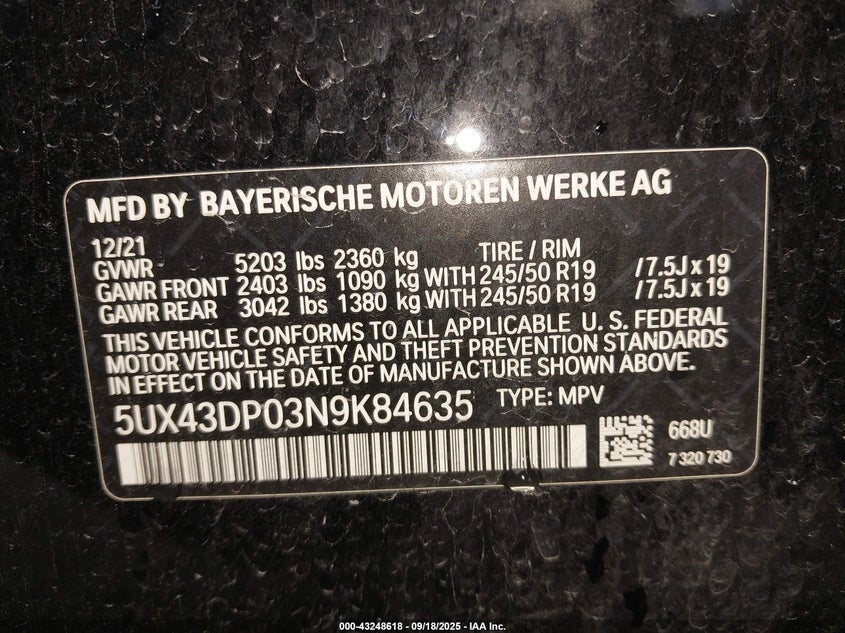 MFD BY BAYERISCHE MOTOREN WERKE AG
12/21 TIRE / RIM
GVWR 5203 lbs 2360 kg
GAWR FRONT 2403 lbs 1090 kg WITH 245/50 R19 /7.5J x 19
GAWR REAR 3042 lbs 1380 kg WITH 245/50 R19 /7.5J x 19
THIS VEHICLE CONFORMS TO ALL APPLICABLE U. S. FEDERAL
MOTOR VEHICLE SAFETY AND THEFT PREVENTION STANDARDS
IN EFFECT ON THE DATE OF MANUFACTURE SHOWN ABOVE.
5UX43DP03N9K84635 TYPE: MPV
668U
7 320 730
000-43248618 - 09/18/2025 - IAA Inc.